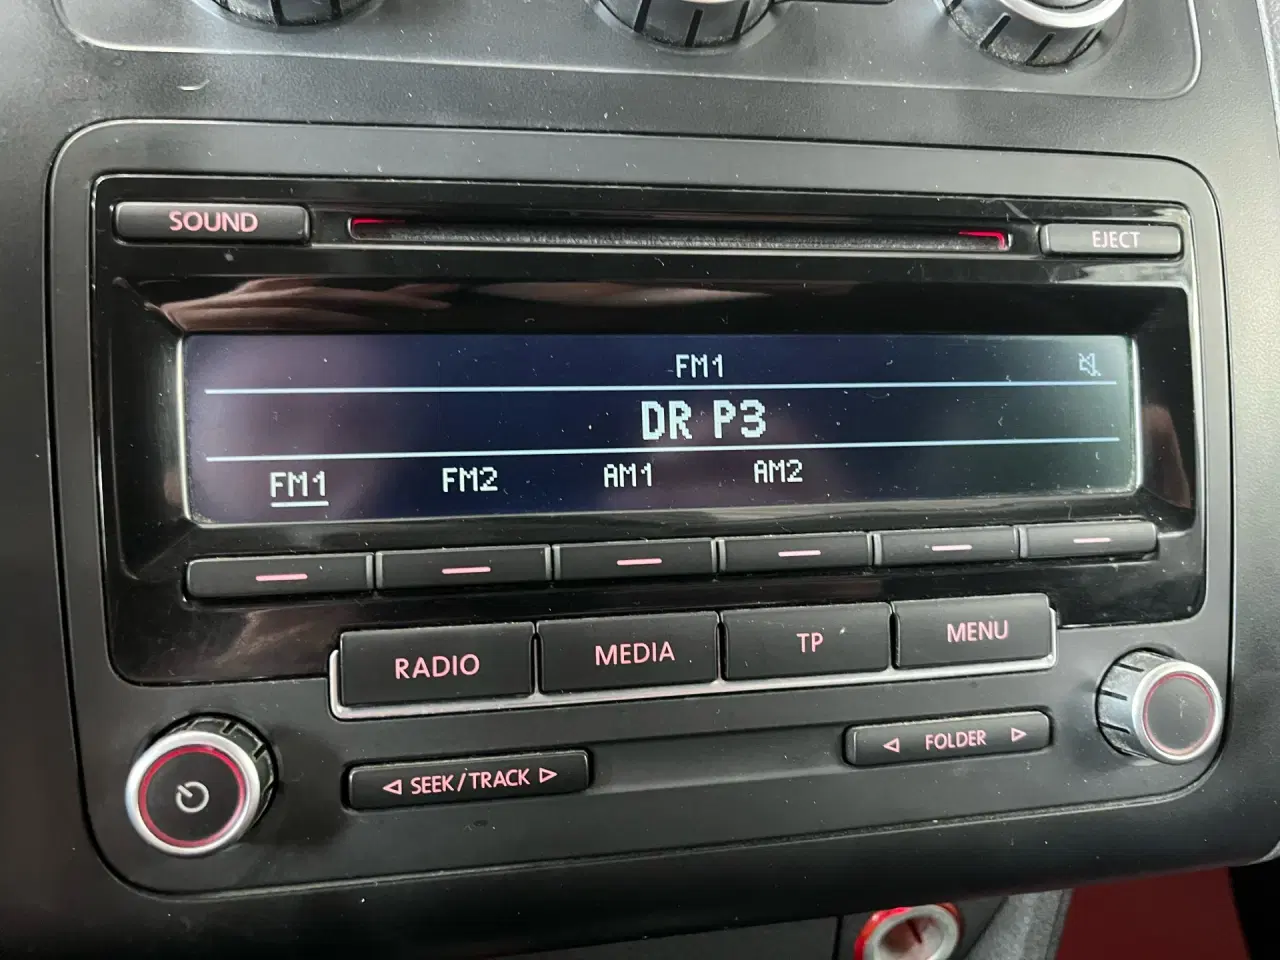 SOUND
EJECT
FM1
DR P3
FM1 FM2 AM1 AM2
RADIO MEDIA TP MENU
SEEK/TRACK
FOLDER